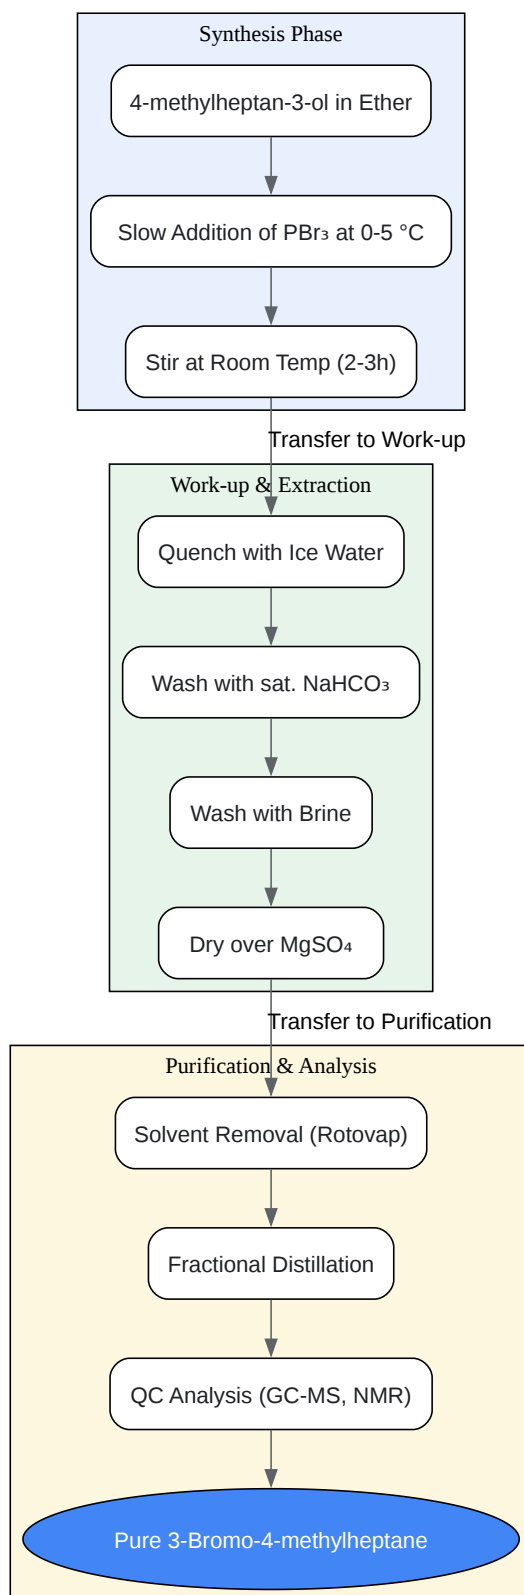 Synthesis Phase
4-methylheptan-3-ol in Ether
Slow Addition of PBr₃ at 0-5 °C
Stir at Room Temp (2-3h)
Transfer to Work-up
Work-up & Extraction
Quench with Ice Water
Wash with sat. NaHCO₃
Wash with Brine
Dry over MgSO₄
Transfer to Purification
Purification & Analysis
Solvent Removal (Rotovap)
Fractional Distillation
QC Analysis (GC-MS, NMR)
Pure 3-Bromo-4-methylheptane